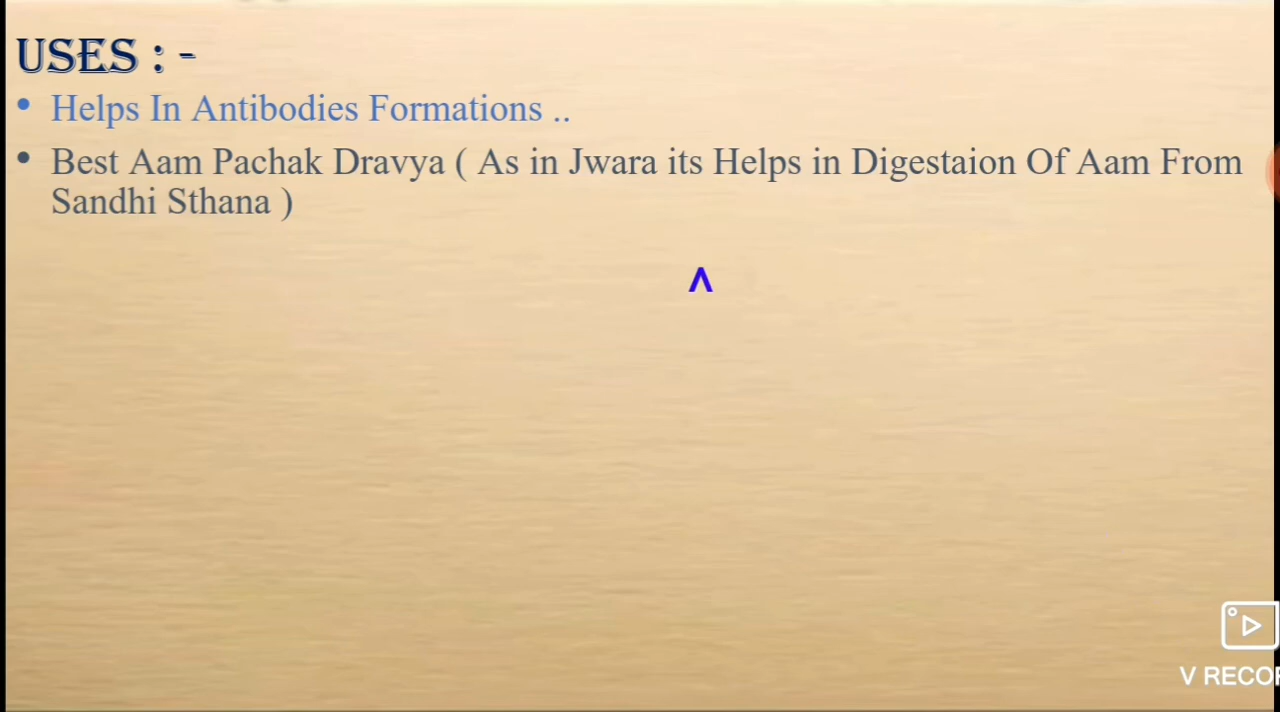 USES : -
• Helps In Antibodies Formations ..
• Best Aam Pachak Dravya ( As in Jwara its Helps in Digestaion Of Aam From
Sandhi Sthana )
^
V RECOR